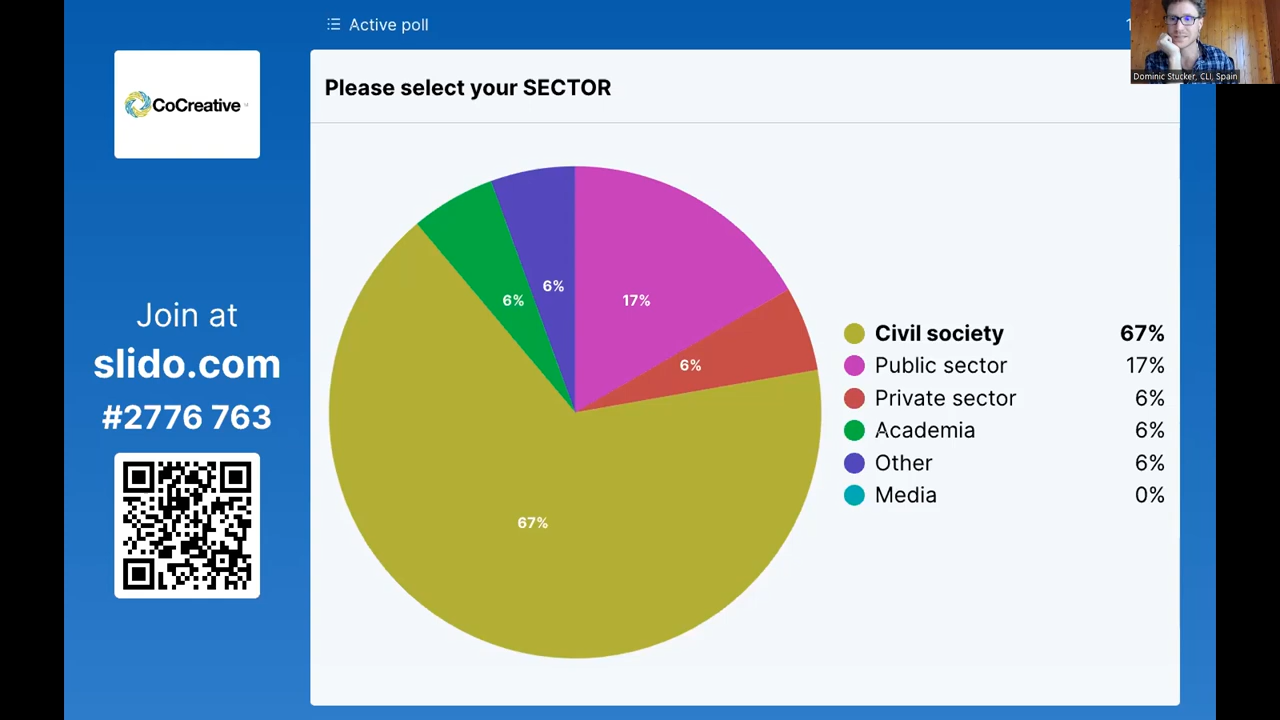 Active poll
Dominic Stucker, CLI, Spain
CoCreative
Please select your SECTOR
6%
6%
17%
6%
67%
Civil society 67%
Public sector 17%
Private sector 6%
Academia 6%
Other 6%
Media 0%
Join at
slido.com
#2776 763